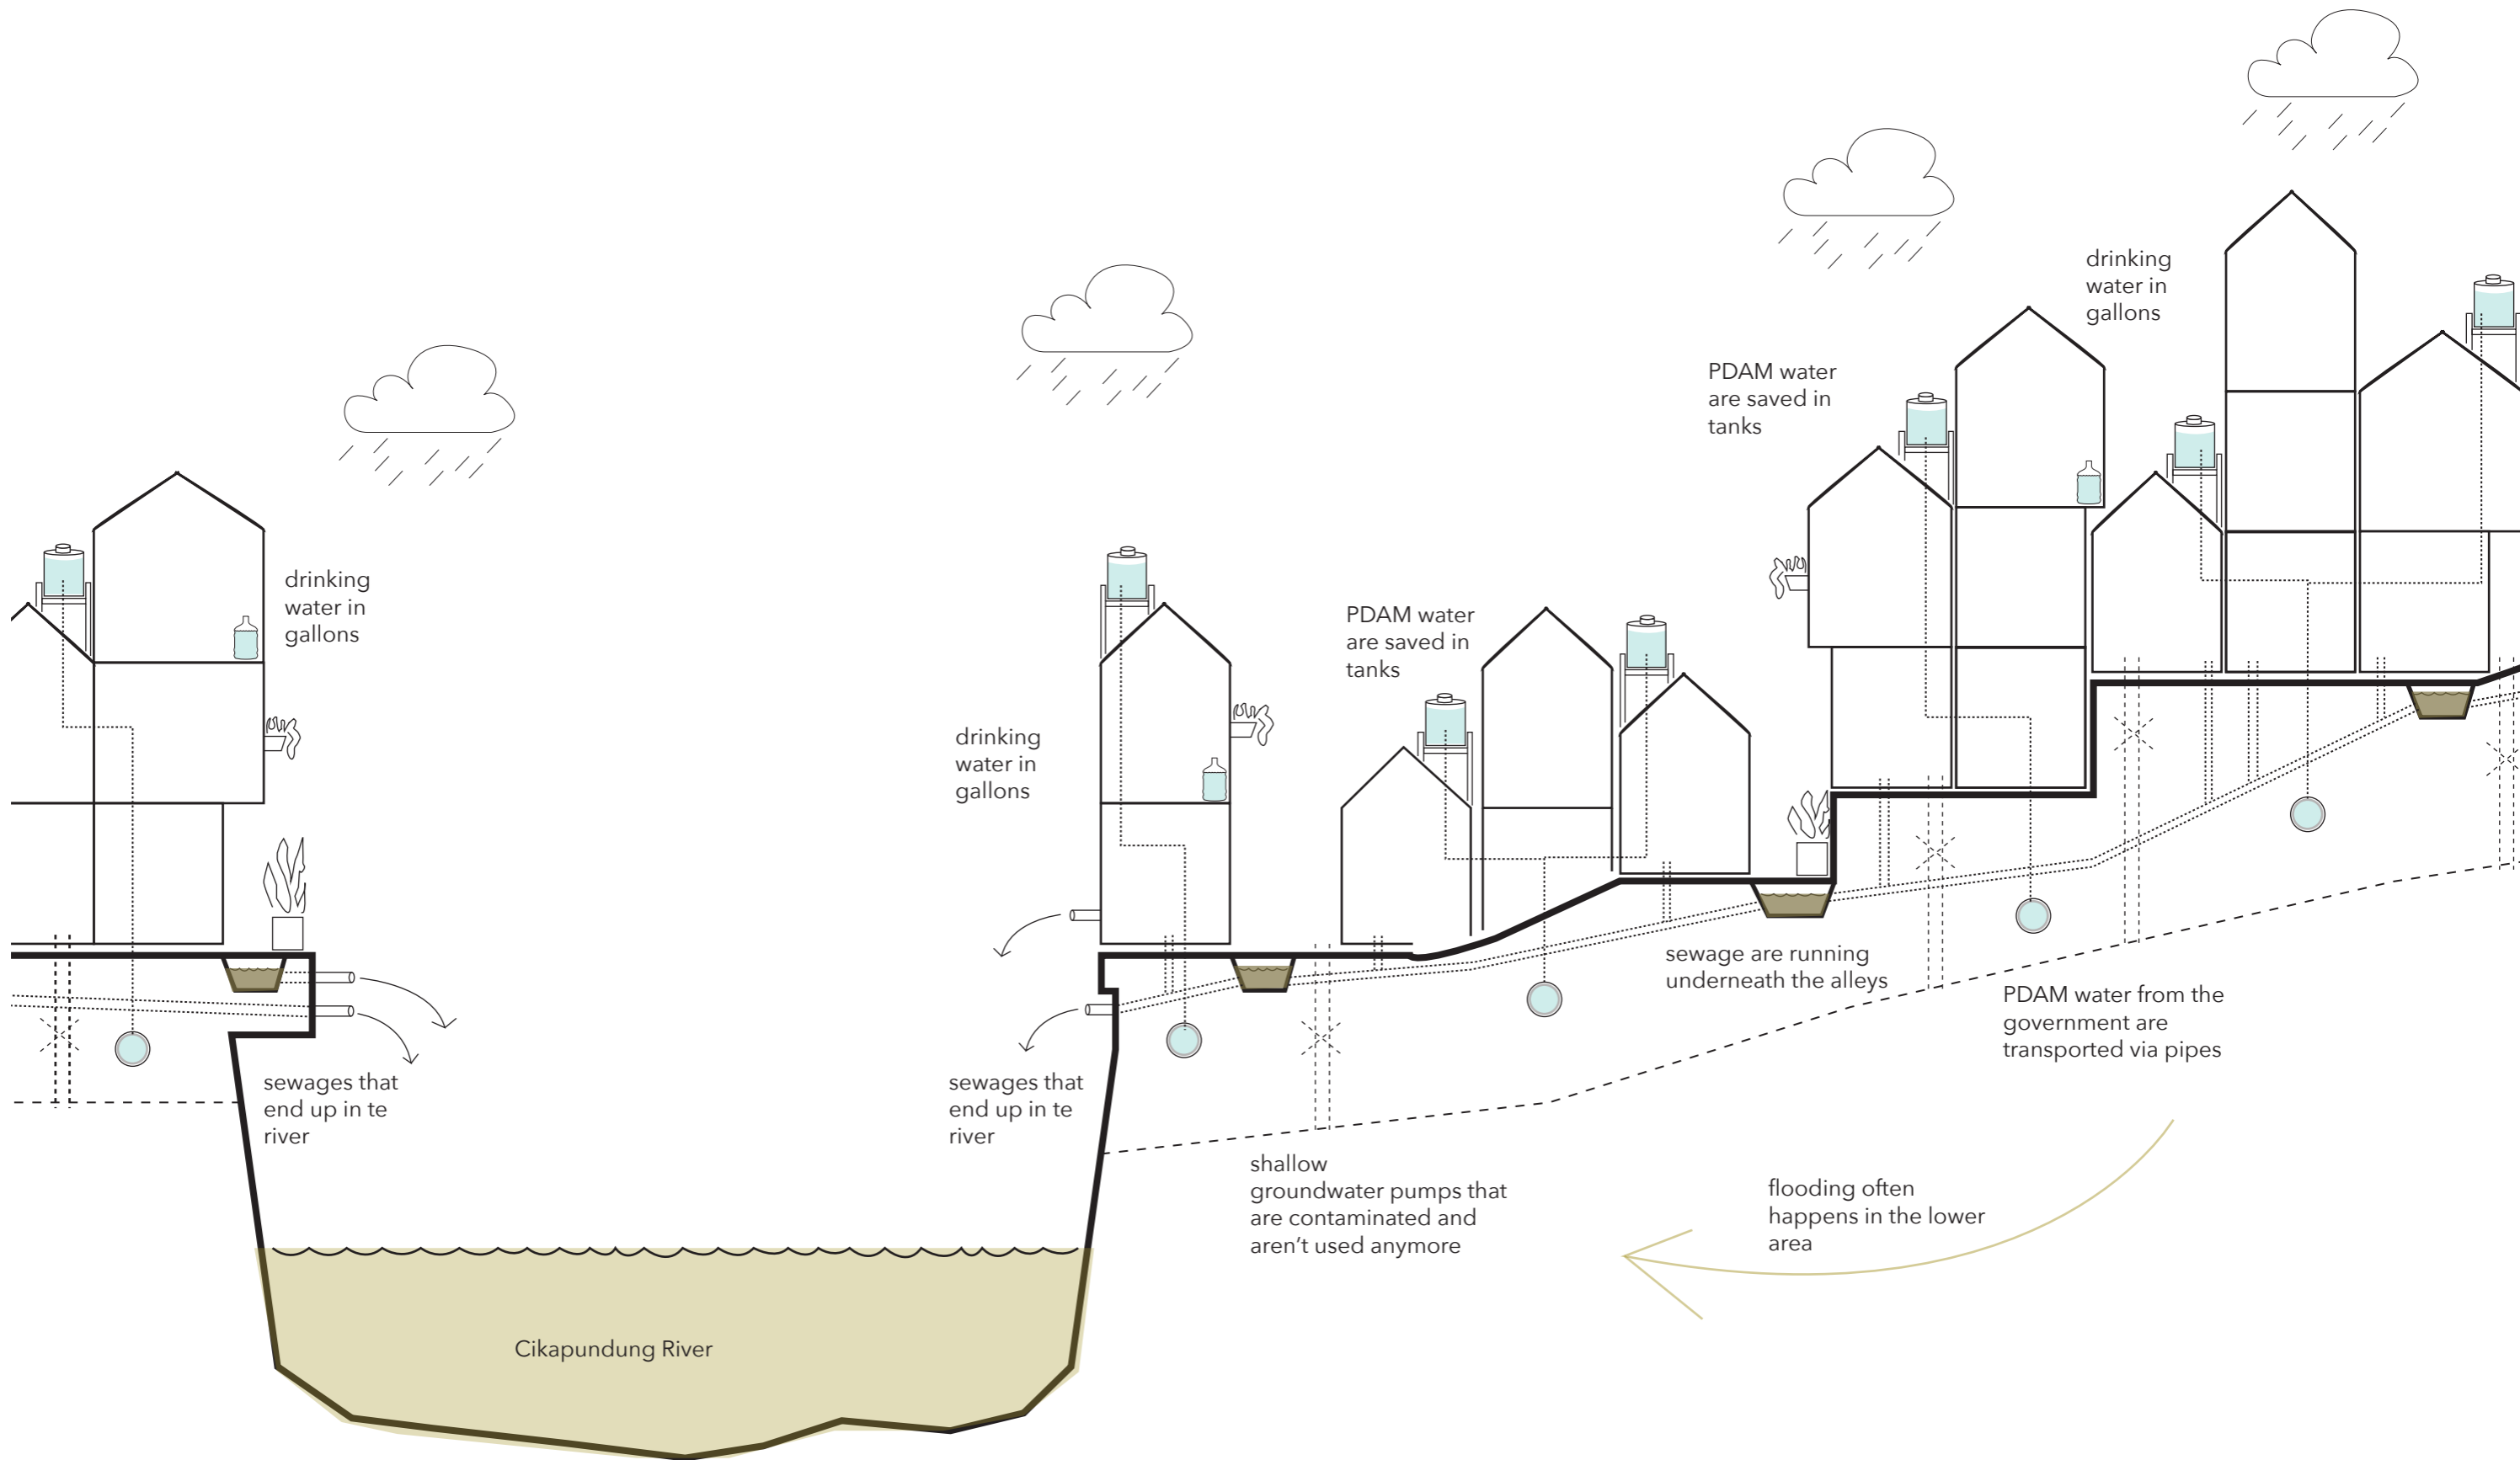 drinking
water in
gallons
PDAM water
are saved in
tanks
drinking
water in
gallons
PDAM water
are saved in
tanks
drinking
water in
gallons
sewage are running
underneath the alleys
PDAM water from the
government are
transported via pipes
sewages that
end up in te
river
sewages that
end up in te
river
shallow
groundwater pumps that
are contaminated and
aren't used anymore
flooding often
happens in the lower
area
Cikapundung River